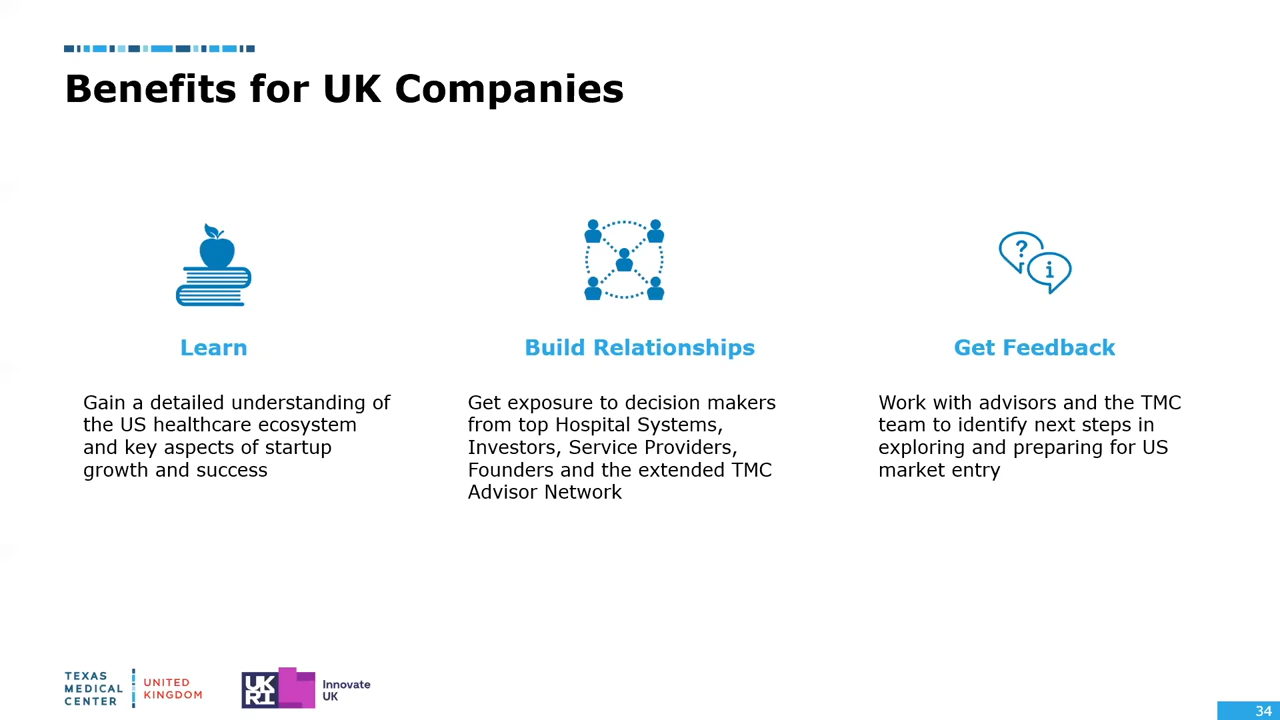 Benefits for UK Companies
Learn
Gain a detailed understanding of
the US healthcare ecosystem
and key aspects of startup
growth and success
Build Relationships
Get exposure to decision makers
from top Hospital Systems,
Investors, Service Providers,
Founders and the extended TMC
Advisor Network
Get Feedback
Work with advisors and the TMC
team to identify next steps in
exploring and preparing for US
market entry
TEXAS
MEDICAL
CENTER
UNITED
KINGDOM
UK
RI
Innovate
UK
34